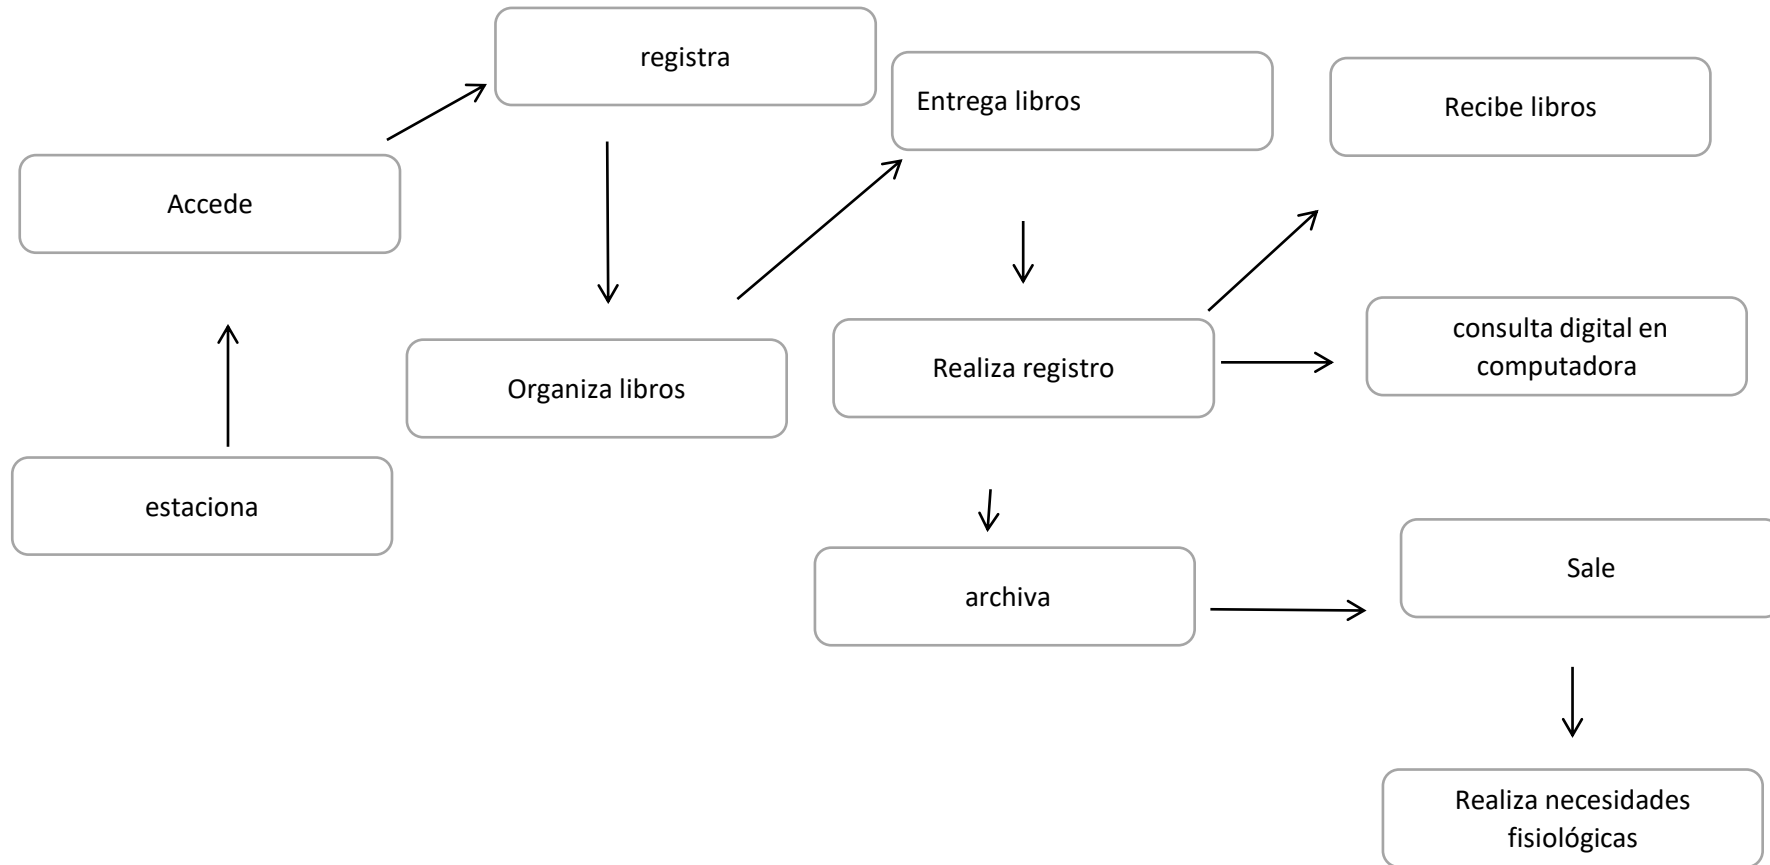 registra
Entrega libros
Recibe libros
Accede
consulta digital en
computadora
Realiza registro
Organiza libros
estaciona
Sale
archiva
Realiza necesidades
fisiológicas